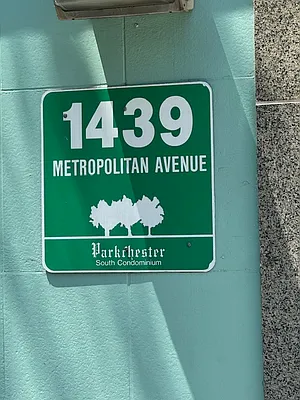 1439
METROPOLITAN AVENUE
Parkchester
South Condominium